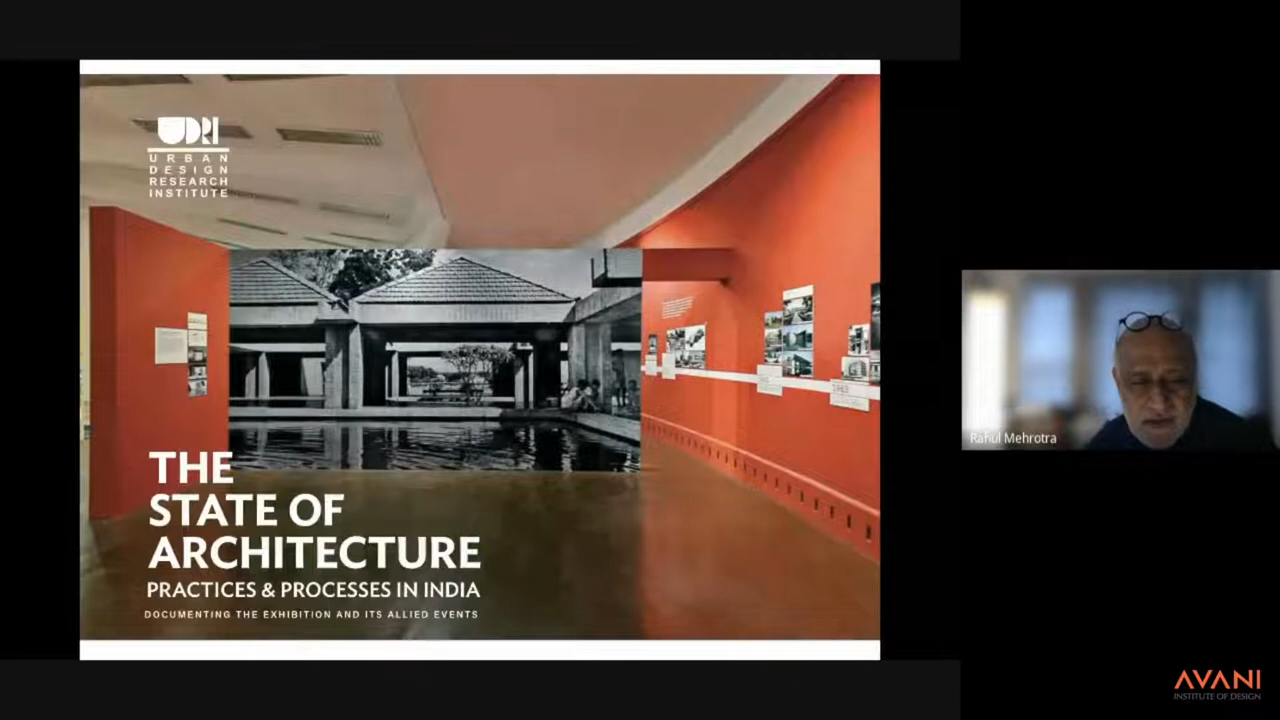 UDRI
URBAN
DESIGN
RESEARCH
INSTITUTE
THE
STATE OF
ARCHITECTURE
PRACTICES & PROCESSES IN INDIA
DOCUMENTING THE EXHIBITION AND ITS ALLIED EVENTS
Rahul Mehrotra
AVANI
INSTITUTE OF DESIGN